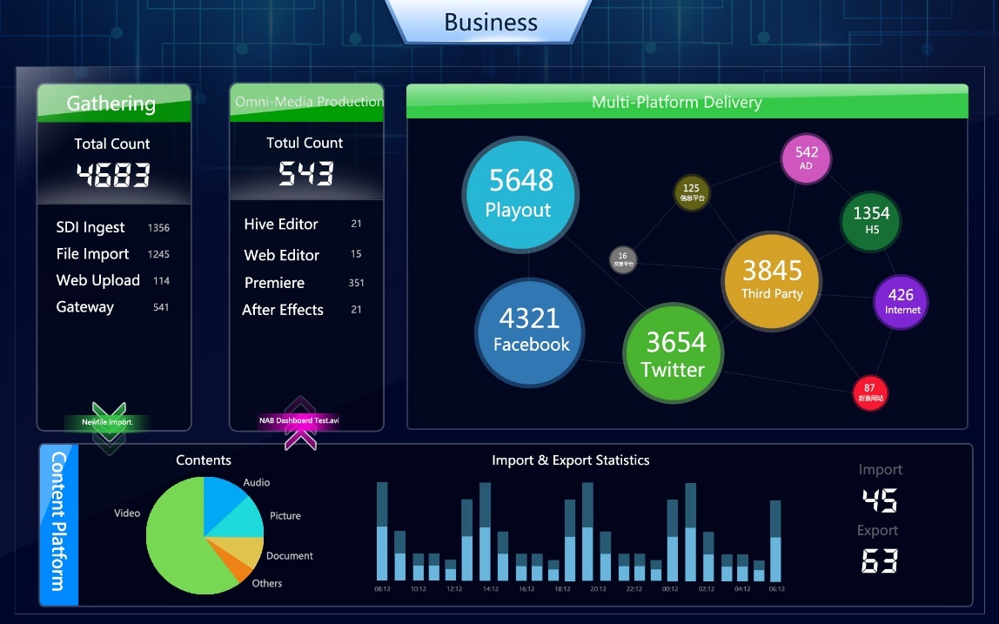 Business
Gathering
Total Count
4683
SDI Ingest 1356
File Import 1245
Web Upload 114
Gateway 541
Newfile Import.
Omni-Media Production
Totul Count
543
Hive Editor 21
Web Editor 15
Premiere 351
After Effects 21
NAB Dashboard Test.avi
Multi-Platform Delivery
5648
Playout
542
AD
125
信息平台
1354
H5
16
3845
Third Party
426
Internet
4321
Facebook
3654
Twitter
87
新浪网站
Content Platform
Contents
Audio
Video
Picture
Document
Others
Import & Export Statistics
08:12 10:12 12:12 14:12 16:12 18:12 20:12 22:12 00:12 02:12 04:12 06:12
Import
45
Export
63